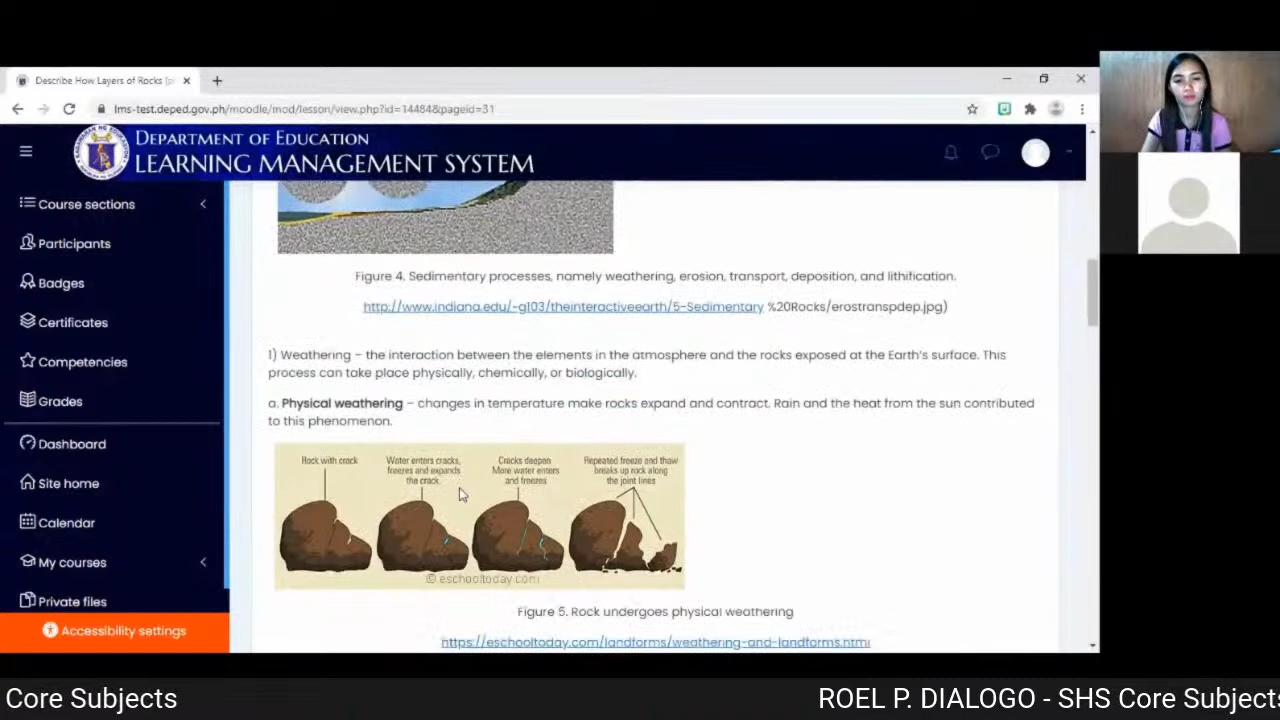 Describe How Layers of Rocks (p
lms-test.deped.gov.ph/moodle/mod/lesson/view.php?id=14484&pageid=31
DEPARTMENT OF EDUCATION
LEARNING MANAGEMENT SYSTEM
Course sections
Participants
Badges
Certificates
Competencies
Grades
Dashboard
Site home
Calendar
My courses
Private files
Accessibility settings
Figure 4. Sedimentary processes, namely weathering, erosion, transport, deposition, and lithification.
http://www.indiana.edu/~g103/theinteractiveearth/5-Sedimentary %20Rocks/erostranspdep.jpg)
1) Weathering – the interaction between the elements in the atmosphere and the rocks exposed at the Earth's surface. This
process can take place physically, chemically, or biologically.
a. Physical weathering – changes in temperature make rocks expand and contract. Rain and the heat from the sun contributed
to this phenomenon.
Rock with crack
Water enters cracks,
freezes and expands
the crack.
Cracks deepen
More water enters
and freezes
Repeated freeze and thaw
breaks up rock along
the joint lines
© eschooltoday.com
Figure 5. Rock undergoes physical weathering
https://eschooltoday.com/landforms/weathering-and-landforms.html
Core Subjects
ROEL P. DIALOGO - SHS Core Subjects